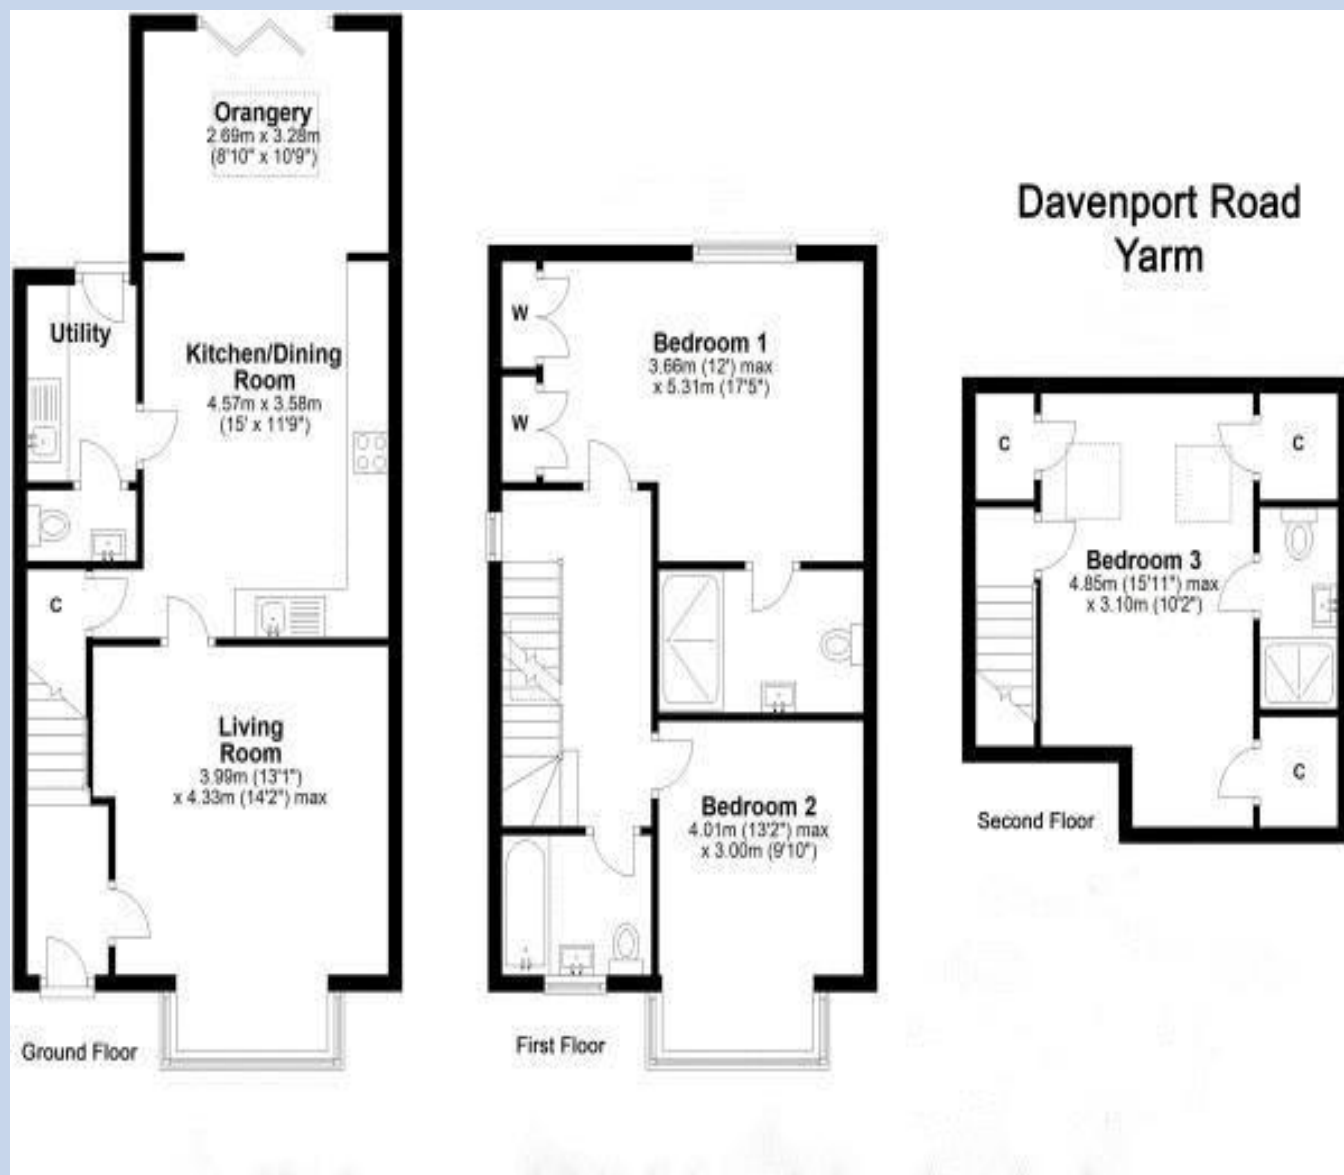 Orangery
2.69m x 3.28m
(8'10" x 10'9")
Utility
Kitchen/Dining
Room
4.57m x 3.58m
(15' x 11'9")
C
Living
Room
3.99m (13'1")
x 4.33m (14'2") max
Ground Floor
W
W
Bedroom 1
3.66m (12') max
x 5.31m (17'5")
Bedroom 2
4.01m (13'2") max
x 3.00m (9'10")
First Floor
Davenport Road
Yarm
C
C
Bedroom 3
4.85m (15'11") max
x 3.10m (10'2")
C
Second Floor